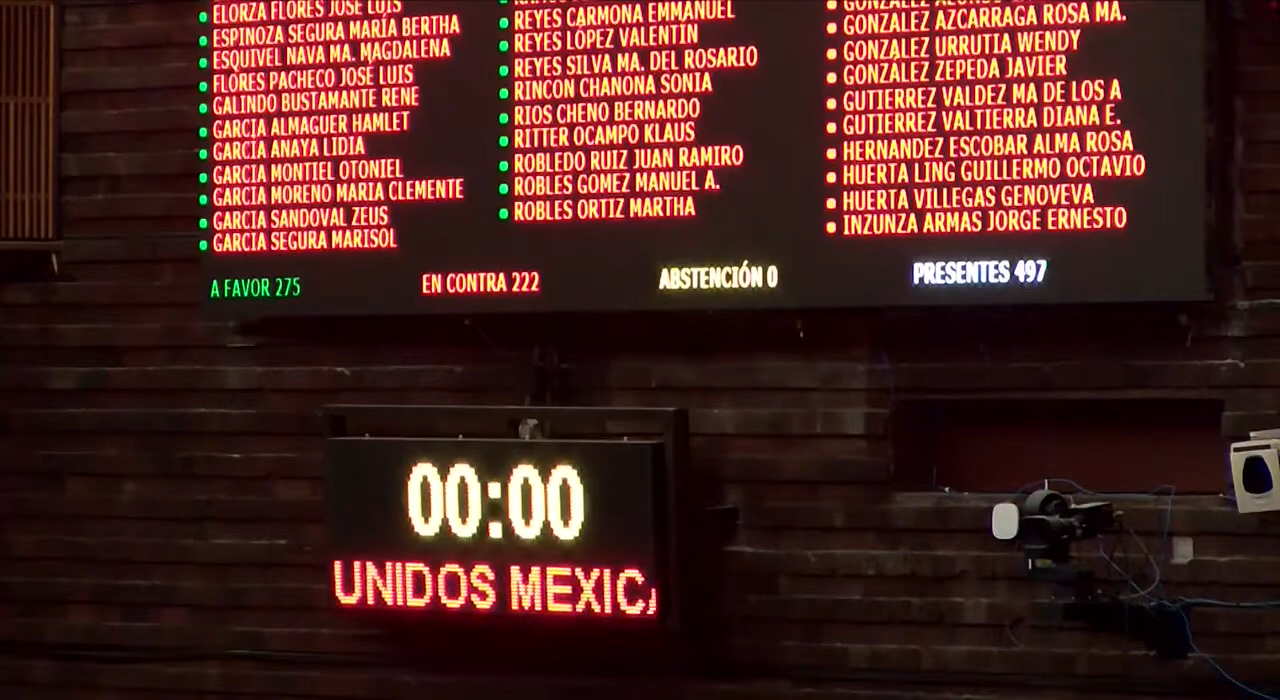 ELORZA FLORES JOSÉ LUIS
ESPINOZA SEGURA MARÍA BERTHA
ESQUIVEL NAVA MA. MAGDALENA
FLORES PACHECO JOSÉ LUIS
GALINDO BUSTAMANTE RENE
GARCIA ALMAGUER HAMLET
GARCIA ANAYA LIDIA
GARCIA MONTIEL OTONIEL
GARCIA MORENO MARIA CLEMENTE
GARCIA SANDOVAL ZEUS
GARCIA SEGURA MARISOL
REYES CARMONA EMMANUEL
REYES LÓPEZ VALENTÍN
REYES SILVA MA. DEL ROSARIO
RINCON CHANONA SONIA
RIOS CHENO BERNARDO
RITTER OCAMPO KLAUS
ROBLEDO RUIZ JUAN RAMIRO
ROBLES GOMEZ MANUEL A.
ROBLES ORTIZ MARTHA
GONZÁLEZ AZCARRAGA ROSA MA.
GONZÁLEZ URRUTIA WENDY
GONZÁLEZ ZEPEDA JAVIER
GUTIERREZ VALDEZ MA DE LOS A
GUTIERREZ VALTIERRA DIANA E.
HERNANDEZ ESCOBAR ALMA ROSA
HUERTA LING GUILLERMO OCTAVIO
HUERTA VILLEGAS GENOVEVA
INZUNZA ARMAS JORGE ERNESTO
A FAVOR 275
EN CONTRA 222
ABSTENCIÓN 0
PRESENTES 497
00:00
UNIDOS MEXIC